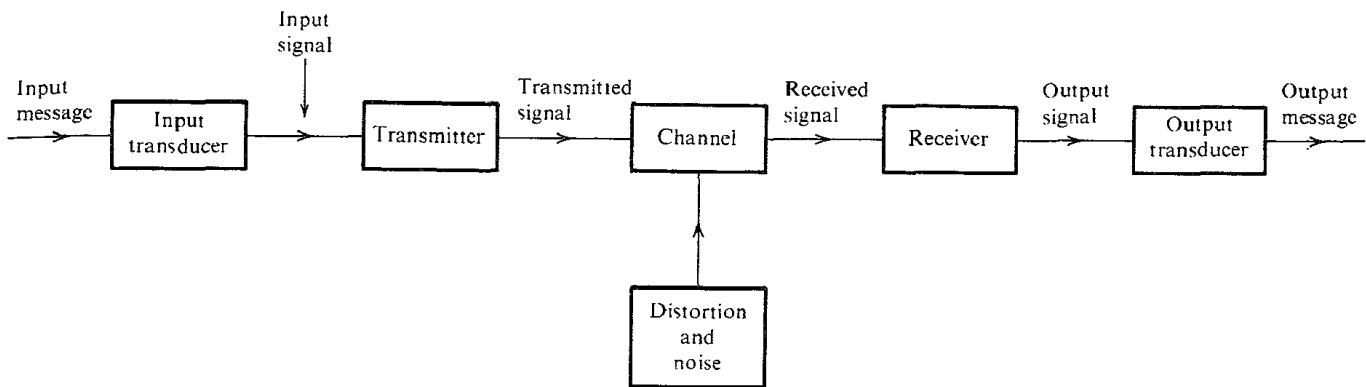 Input
signal
Input
message
Input
transducer
Transmitter
Transmitted
signal
Channel
Received
signal
Receiver
Output
signal
Output
transducer
Output
message
Distortion
and
noise